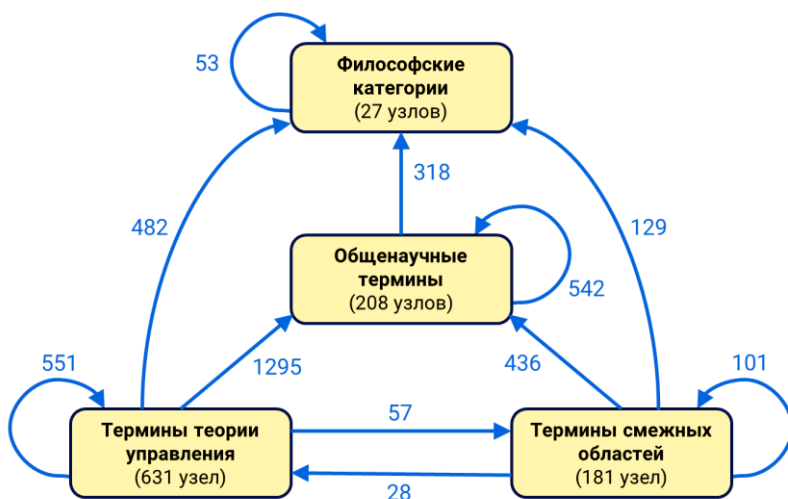 53
Философские
категории
(27 узлов)
318
482
129
Общенаучные
термины
(208 узлов)
542
551
1295
436
101
Термины теории
управления
(631 узел)
57
Термины смежных
областей
(181 узел)
28